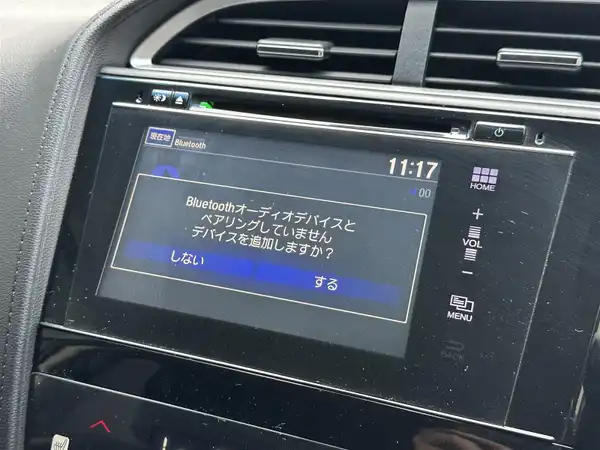 現在地
Bluetooth
11:17
:00
Bluetoothオーディオデバイスと
ペアリングしていません
デバイスを追加しますか?
しない
する
HOME
+
VOL
−
MENU
BACK